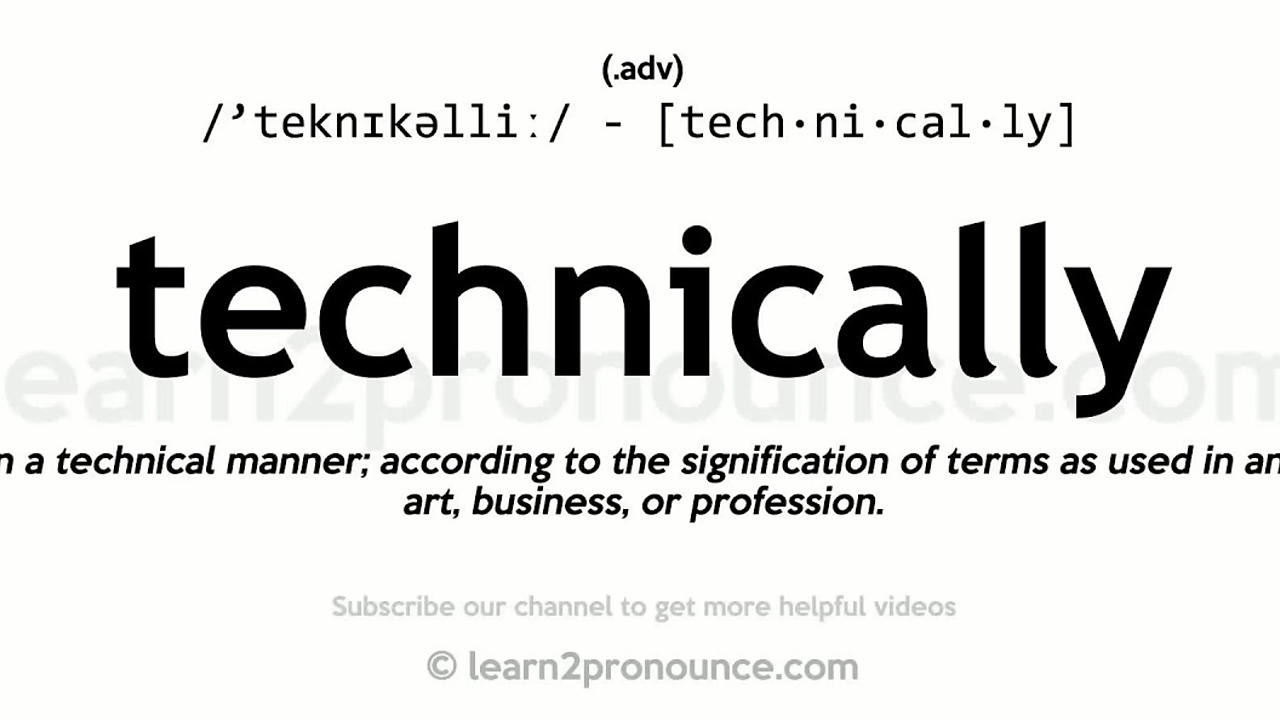 (.adv)
/’teknɪkəlliː/ - [tech·ni·cal·ly]
technically
learn2pronounce.com
n a technical manner; according to the signification of terms as used in an
art, business, or profession.
Subscribe our channel to get more helpful videos
© learn2pronounce.com